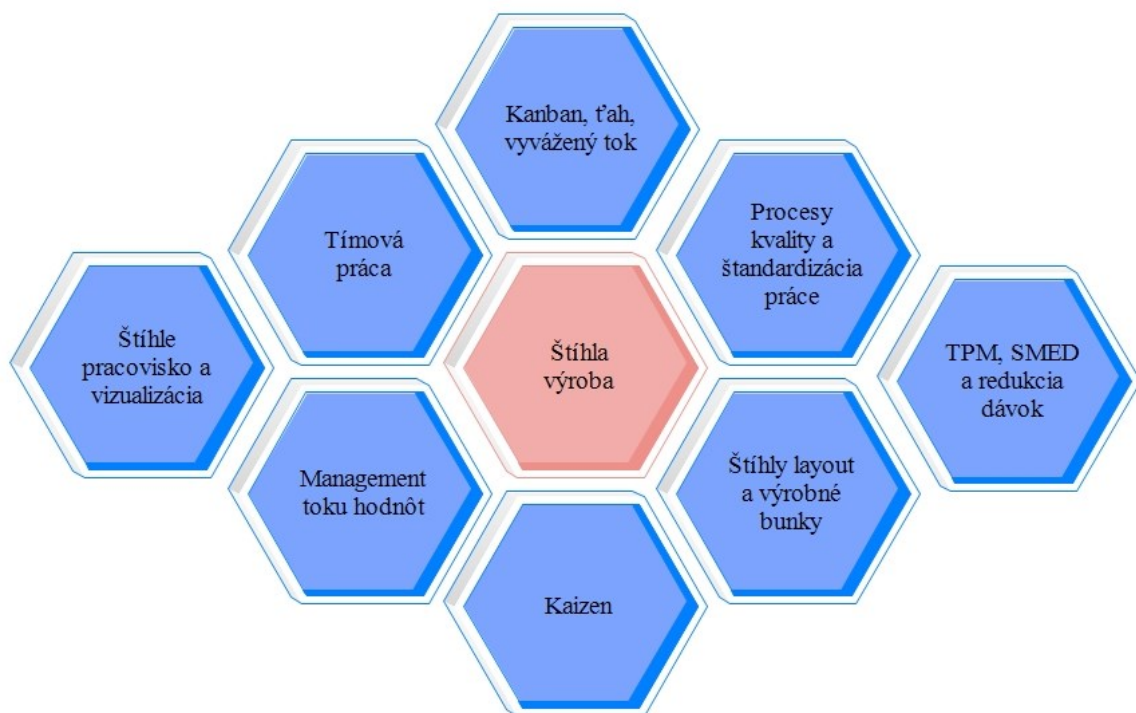 Kanban, ťah,
vyvážený tok
Tímová
práca
Procesy
kvality a
štandardizácia
práce
Štíhle
pracovisko a
vizualizácia
Štíhla
výroba
TPM, SMED
a redukcia
dávok
Management
toku hodnôt
Štíhly layout
a výrobné
bunky
Kaizen